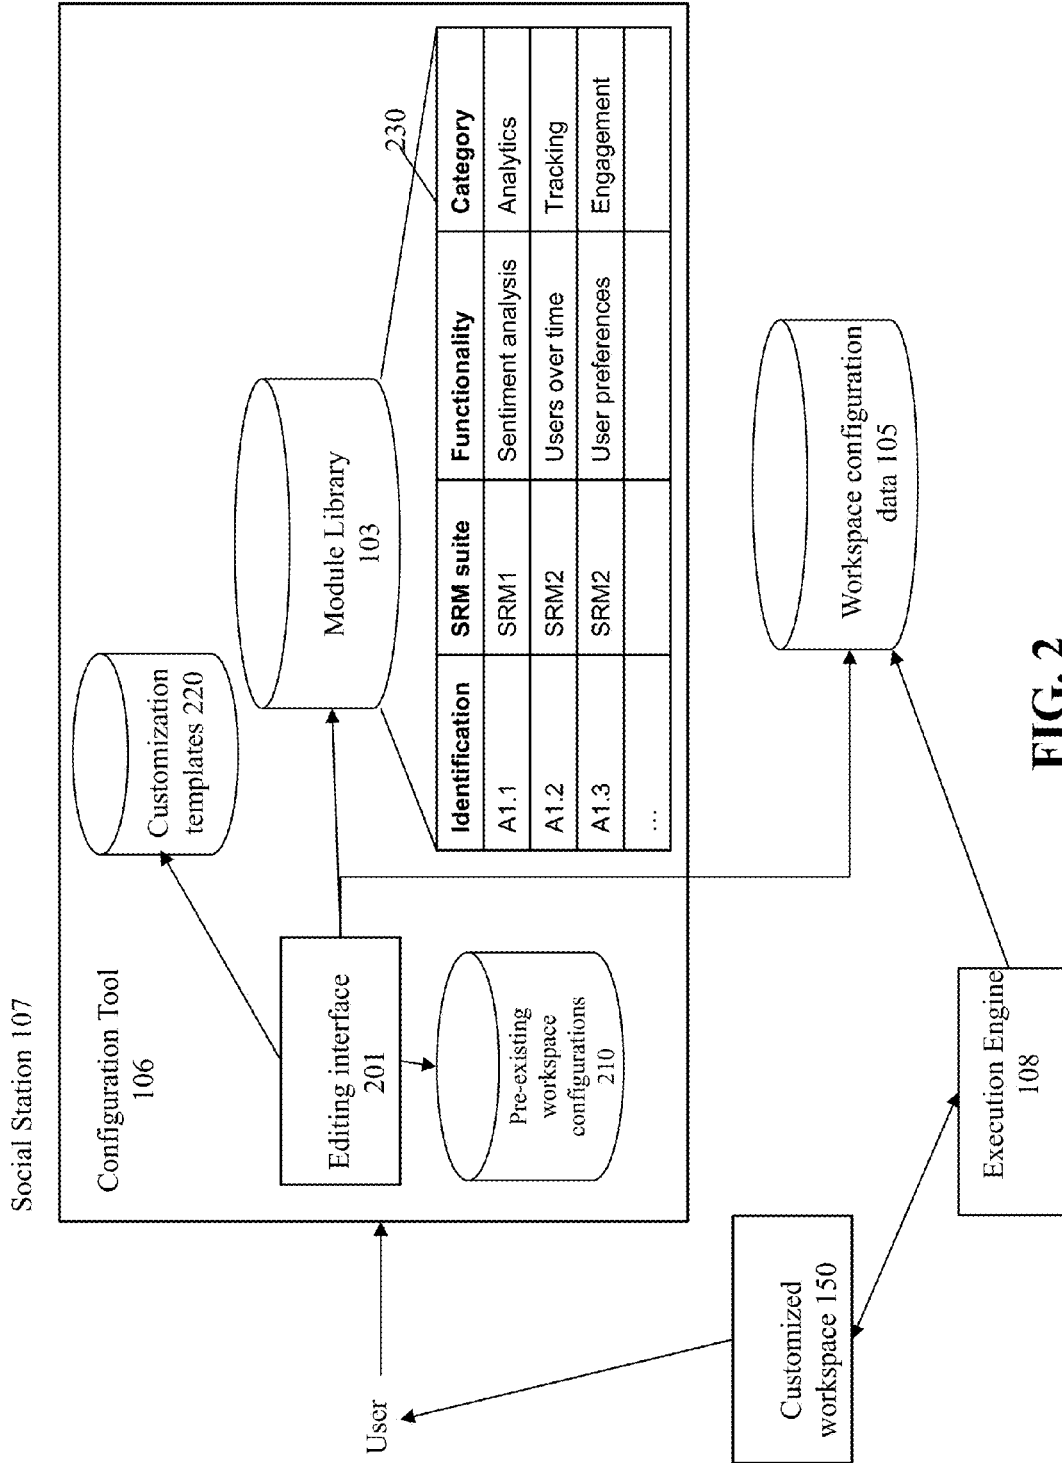 Social Station 107
Configuration Tool
106
Customization
templates 220
Editing interface
201
Module Library
103
Pre-existing
workspace
configurations
210
230
Identification SRM suite Functionality Category
A1.1 SRM1 Sentiment analysis Analytics
A1.2 SRM2 Users over time Tracking
A1.3 SRM2 User preferences Engagement
...
User
Customized
workspace 150
Workspace configuration
data 105
Execution Engine
108
FIG. 2